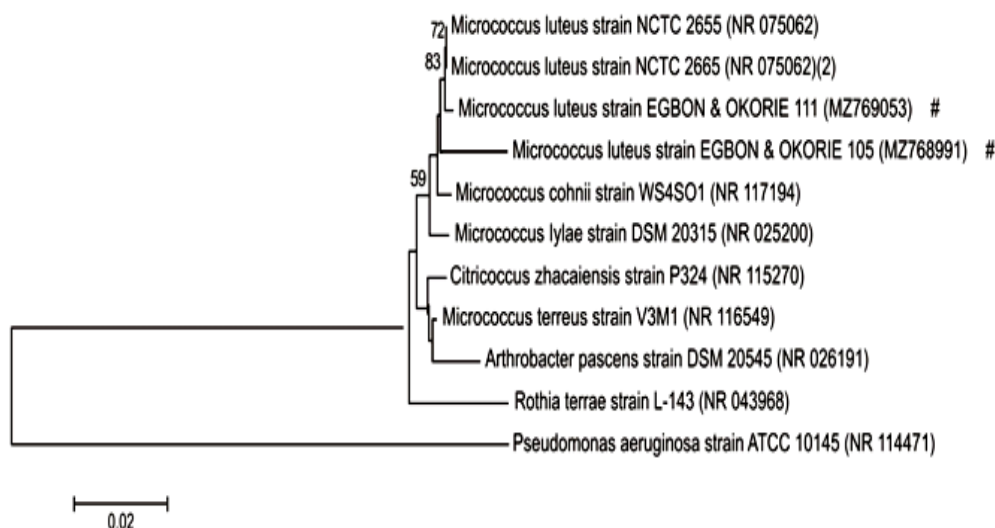 72
Micrococcus luteus strain NCTC 2655 (NR 075062)
83
Micrococcus luteus strain NCTC 2665 (NR 075062)(2)
Micrococcus luteus strain EGBON & OKORIE 111 (MZ769053) #
Micrococcus luteus strain EGBON & OKORIE 105 (MZ768991) #
59
Micrococcus cohnii strain WS4SO1 (NR 117194)
Micrococcus lylae strain DSM 20315 (NR 025200)
Citricoccus zhacaiensis strain P324 (NR 115270)
Micrococcus terreus strain V3M1 (NR 116549)
Arthrobacter pascens strain DSM 20545 (NR 026191)
Rothia terrae strain L-143 (NR 043968)
Pseudomonas aeruginosa strain ATCC 10145 (NR 114471)
0.02